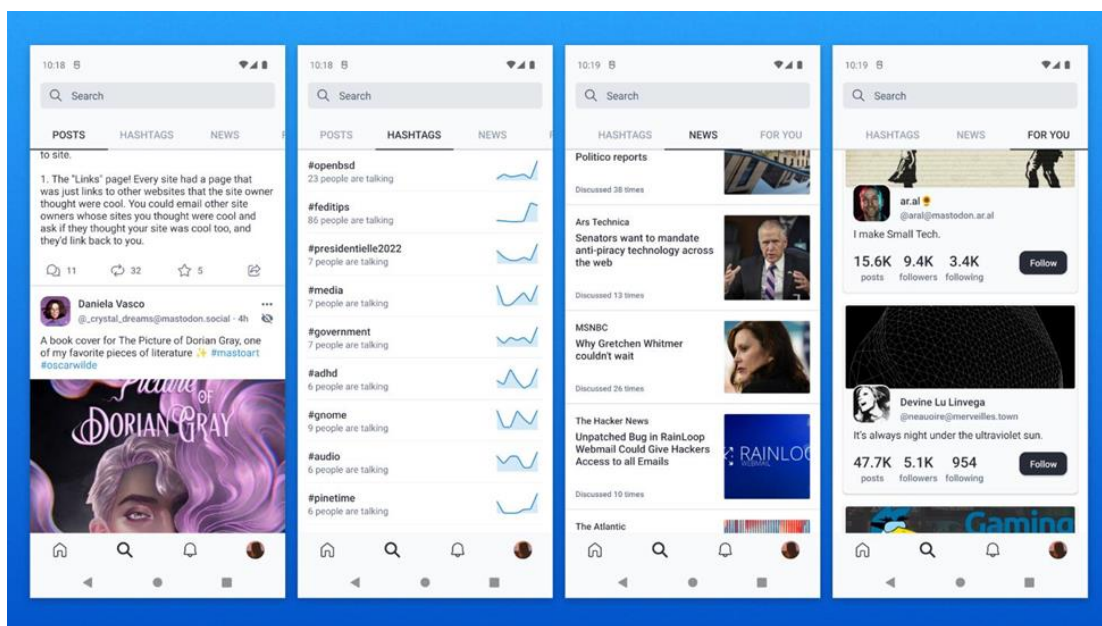 10:18
Search
POSTS HASHTAGS NEWS
to site.
1. The "Links" page! Every site had a page that
was just links to other websites that the site owner
thought were cool. You could email other site
owners whose sites you thought were cool and
ask if they thought your site was cool too, and
they'd link back to you.
11 32 5
Daniela Vasco
@_crystal_dreams@mastodon.social · 4h
A book cover for The Picture of Dorian Gray, one
of my favorite pieces of literature ✨ #mastoart
#oscarwilde
Picture
OF
DORIAN GRAY
10:18
Search
POSTS HASHTAGS NEWS
#openbsd
23 people are talking
#feditips
86 people are talking
#presidentielle2022
7 people are talking
#media
7 people are talking
#government
7 people are talking
#adhd
6 people are talking
#gnome
9 people are talking
#audio
6 people are talking
#pinetime
6 people are talking
10:19
Search
HASHTAGS NEWS FOR YOU
Politico reports
Discussed 38 times
Ars Technica
Senators want to mandate
anti-piracy technology across
the web
Discussed 13 times
MSNBC
Why Gretchen Whitmer
couldn't wait
Discussed 26 times
The Hacker News
Unpatched Bug in RainLoop
Webmail Could Give Hackers
Access to all Emails
RAINLOO
WEBMAIL
Discussed 10 times
The Atlantic
10:19
Search
HASHTAGS NEWS FOR YOU
ar.al🌻
@aral@mastodon.ar.al
I make Small Tech.
15.6K 9.4K 3.4K
posts followers following
Follow
Devine Lu Linvega
@neauoire@merveilles.town
It's always night under the ultraviolet sun.
47.7K 5.1K 954
posts followers following
Follow
Gaming